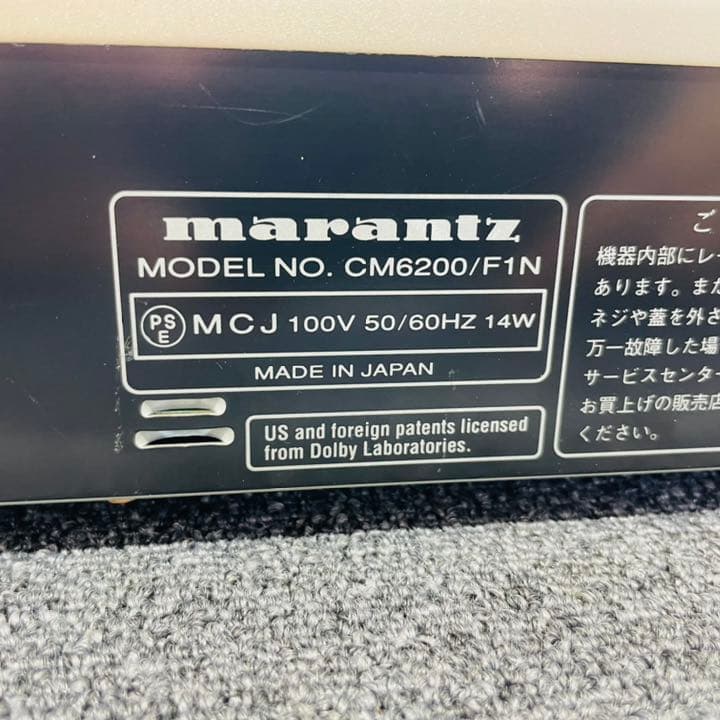 marantz
MODEL NO. CM6200/F1N
PSE MCJ 100V 50/60HZ 14W
MADE IN JAPAN
US and foreign patents licensed
from Dolby Laboratories.
ご
機器内部にレー
あります。また
ネジや蓋を外さ
万一故障した場
サービスセンター
お買上げの販売店
ください。